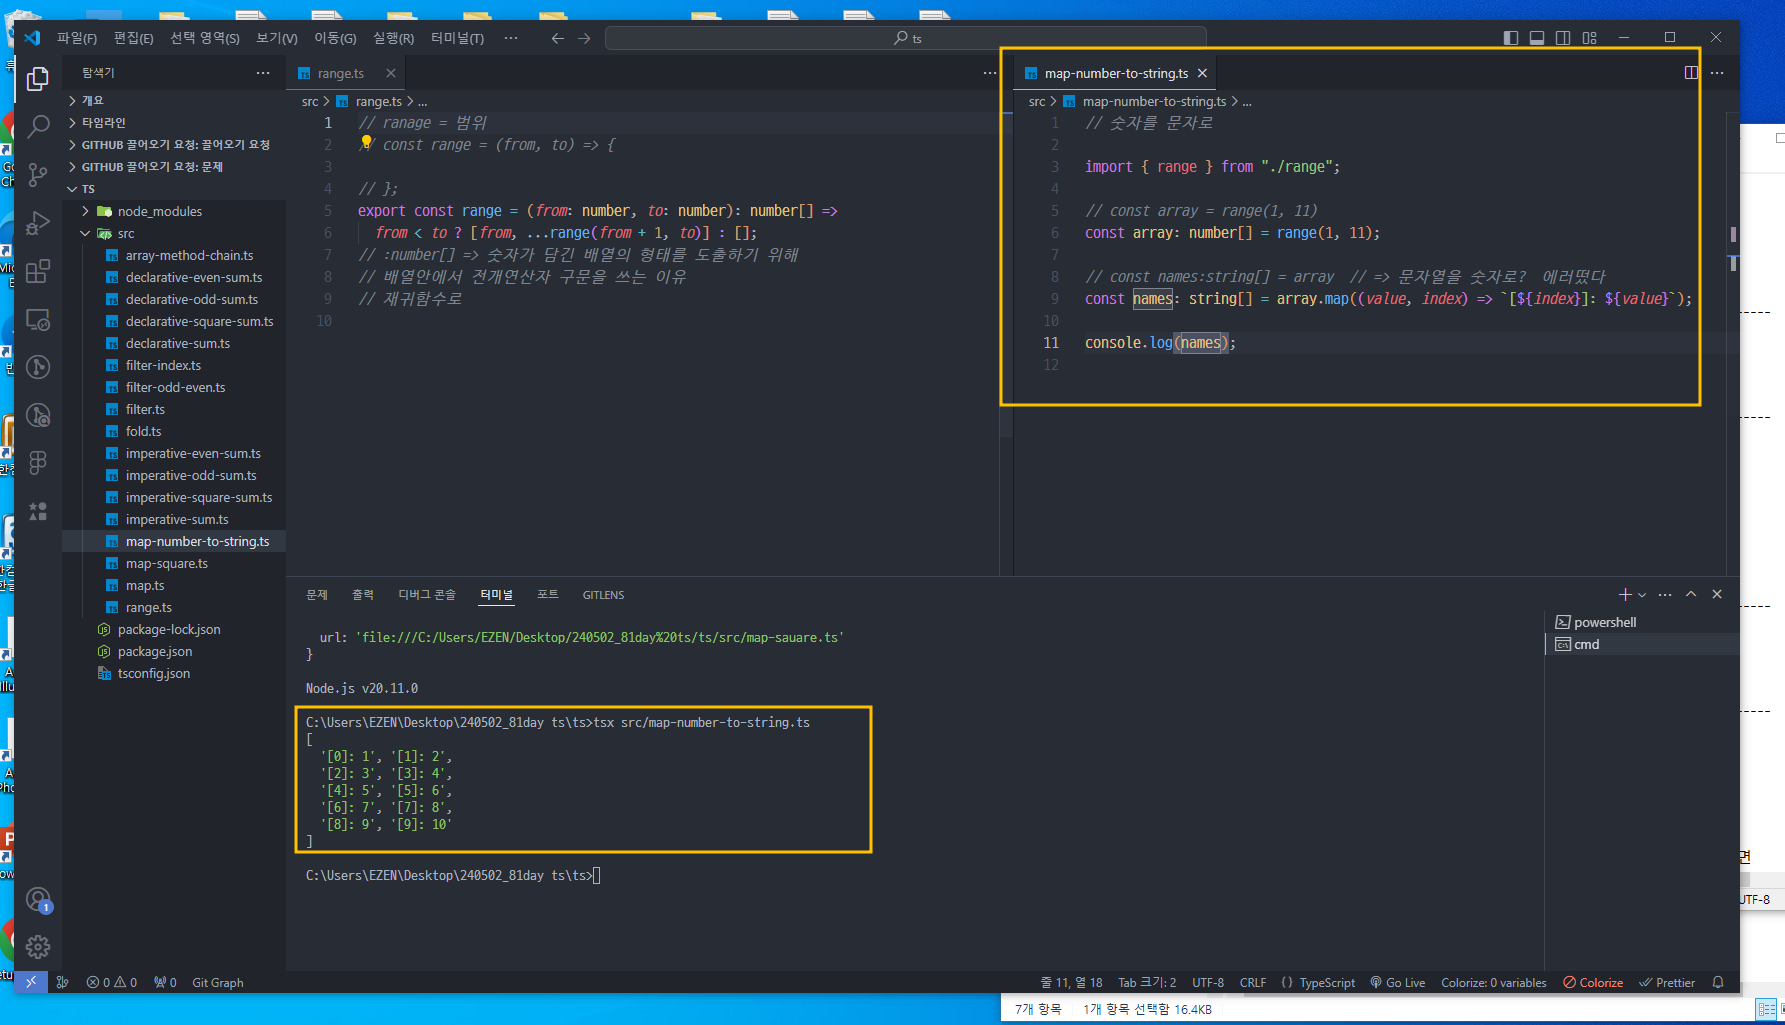 파일(F) 편집(E) 선택 영역(S) 보기(V) 이동(G) 실행(R) 터미널(T) ··· ts
탐색기 ···
개요
타임라인
GITHUB 끌어오기 요청: 끌어오기 요청
GITHUB 끌어오기 요청: 문제
TS
node_modules
src
array-method-chain.ts
declarative-even-sum.ts
declarative-odd-sum.ts
declarative-square-sum.ts
declarative-sum.ts
filter-index.ts
filter-odd-even.ts
filter.ts
fold.ts
imperative-even-sum.ts
imperative-odd-sum.ts
imperative-square-sum.ts
imperative-sum.ts
map-number-to-string.ts
map-square.ts
map.ts
range.ts
package-lock.json
package.json
tsconfig.json
range.ts
src > range.ts > ...
1 // ranage = 범위
2 // const range = (from, to) => {
3
4 // };
5 export const range = (from: number, to: number): number[] =>
6 from < to ? [from, ...range(from + 1, to)] : [];
7 // :number[] => 숫자가 담긴 배열의 형태를 도출하기 위해
8 // 배열안에서 전개연산자 구문을 쓰는 이유
9 // 재귀함수로
10
map-number-to-string.ts
src > map-number-to-string.ts > ...
1 // 숫자를 문자로
2
3 import { range } from "./range";
4
5 // const array = range(1, 11)
6 const array: number[] = range(1, 11);
7
8 // const names:string[] = array // => 문자열을 숫자로? 에러떴다
9 const names: string[] = array.map((value, index) => `[${index}]: ${value}`);
10
11 console.log(names);
12
문제 출력 디버그 콘솔 터미널 포트 GITLENS
url: 'file:///C:/Users/EZEN/Desktop/240502_81day%20ts/ts/src/map-sauare.ts'
}
Node.js v20.11.0
C:\Users\EZEN\Desktop\240502_81day ts\ts>tsx src/map-number-to-string.ts
[
'[0]: 1', '[1]: 2',
'[2]: 3', '[3]: 4',
'[4]: 5', '[5]: 6',
'[6]: 7', '[7]: 8',
'[8]: 9', '[9]: 10'
]
C:\Users\EZEN\Desktop\240502_81day ts\ts>
powershell
cmd
1
0 0 0 Git Graph
줄 11, 열 18 Tab 크기: 2 UTF-8 CRLF {} TypeScript Go Live Colorize: 0 variables Colorize Prettier
7개 항목 1개 항목 선택함 16.4KB
면
UTF-8